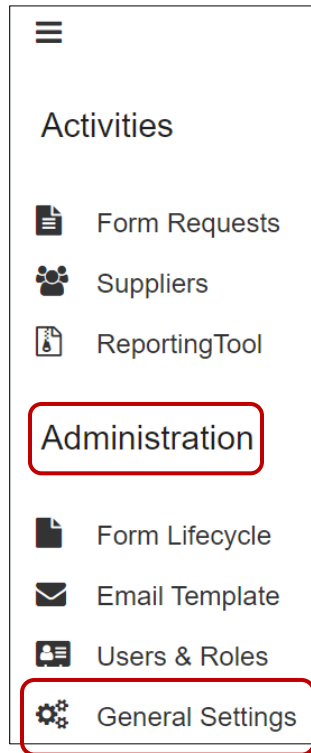 Activities
Form Requests
Suppliers
ReportingTool
Administration
Form Lifecycle
Email Template
Users & Roles
General Settings